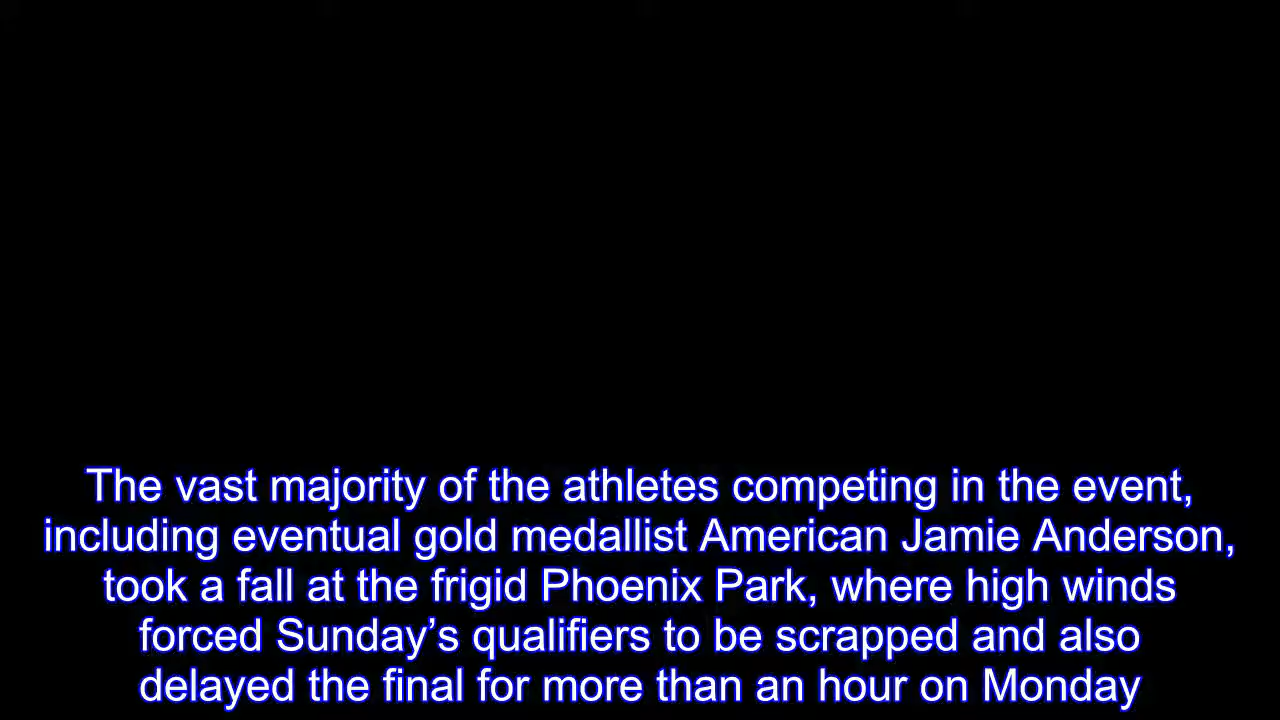 The vast majority of the athletes competing in the event,
including eventual gold medallist American Jamie Anderson,
took a fall at the frigid Phoenix Park, where high winds
forced Sunday’s qualifiers to be scrapped and also
delayed the final for more than an hour on Monday